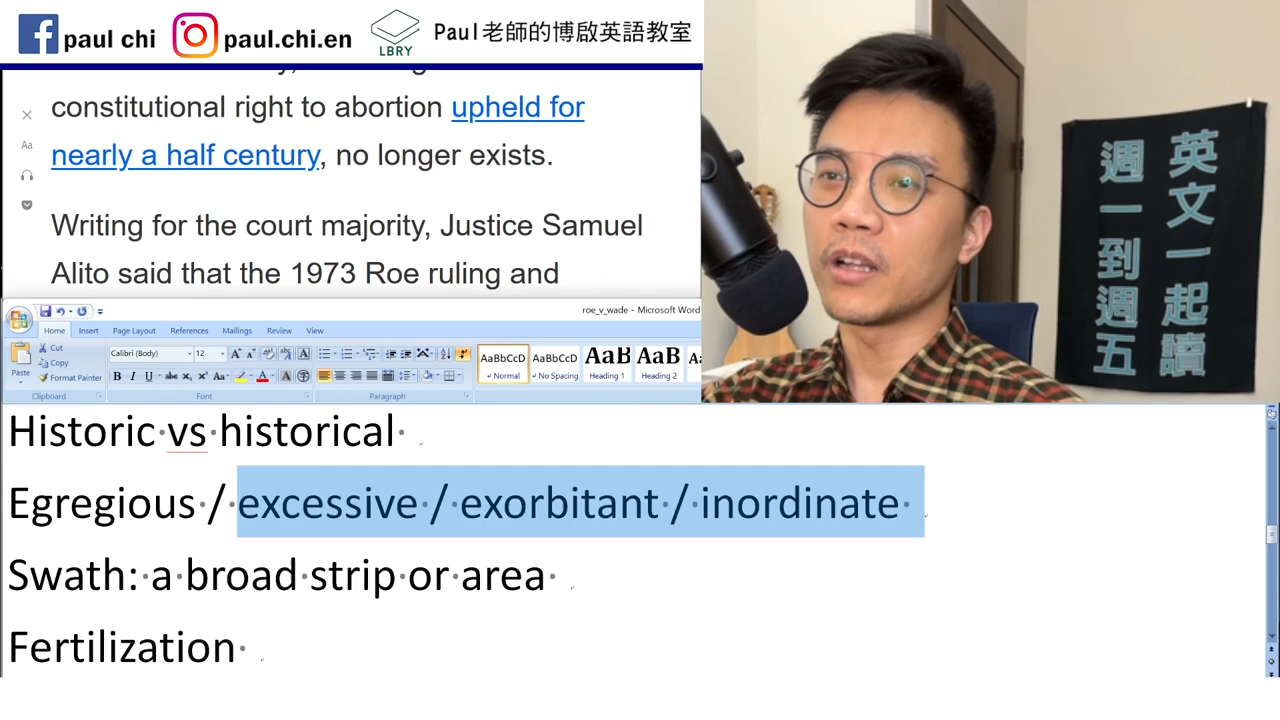 paul chi
paul.chi.en
LBRY
Paul老師的博啟英語教室
constitutional right to abortion upheld for
nearly a half century, no longer exists.
Writing for the court majority, Justice Samuel
Alito said that the 1973 Roe ruling and
英文一起讀
週一到週五
roe_v_wade - Microsoft Word
Home Insert Page Layout References Mailings Review View
Paste
Cut
Copy
Format Painter
Clipboard
Calibri (Body) 12
Font
Paragraph
AaBbCcD AaBbCcD AaB AaB
Normal No Spacing Heading 1 Heading 2
Historic vs historical
Egregious / excessive / exorbitant / inordinate
Swath: a broad strip or area
Fertilization